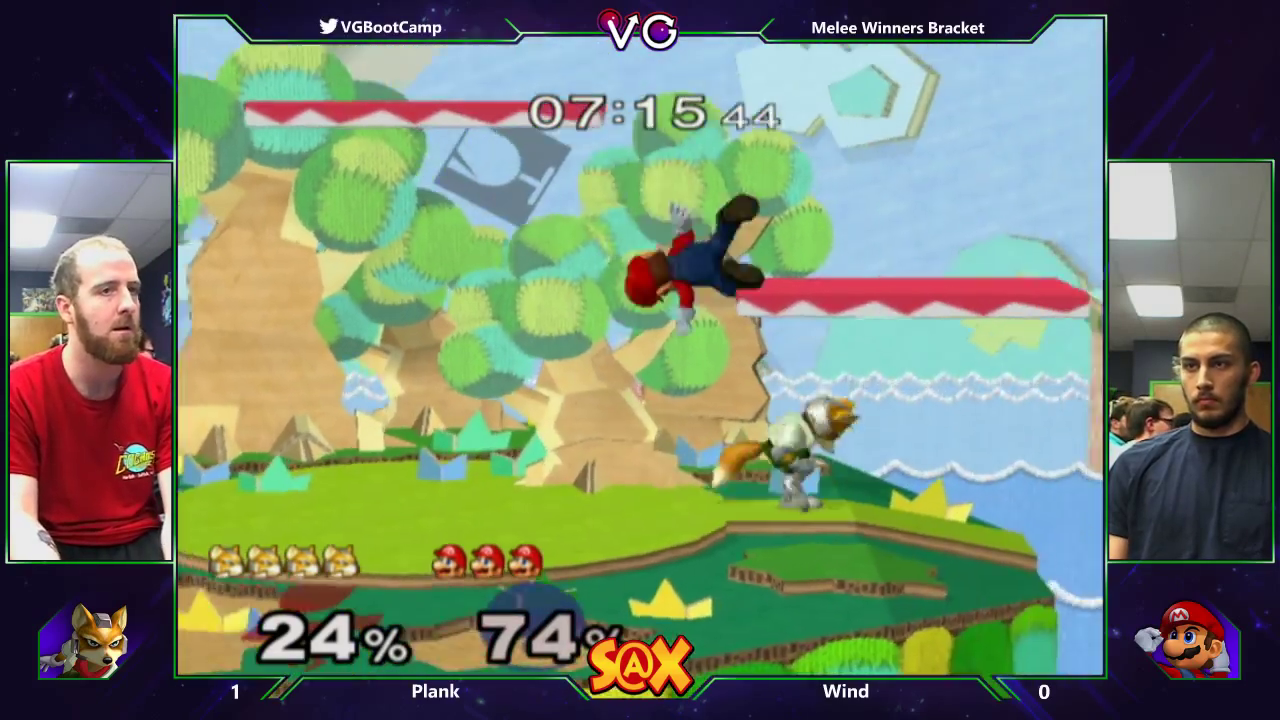 VGBootCamp
VG
Melee Winners Bracket
07:15 44
24%
74%
S@X
1
Plank
Wind
0